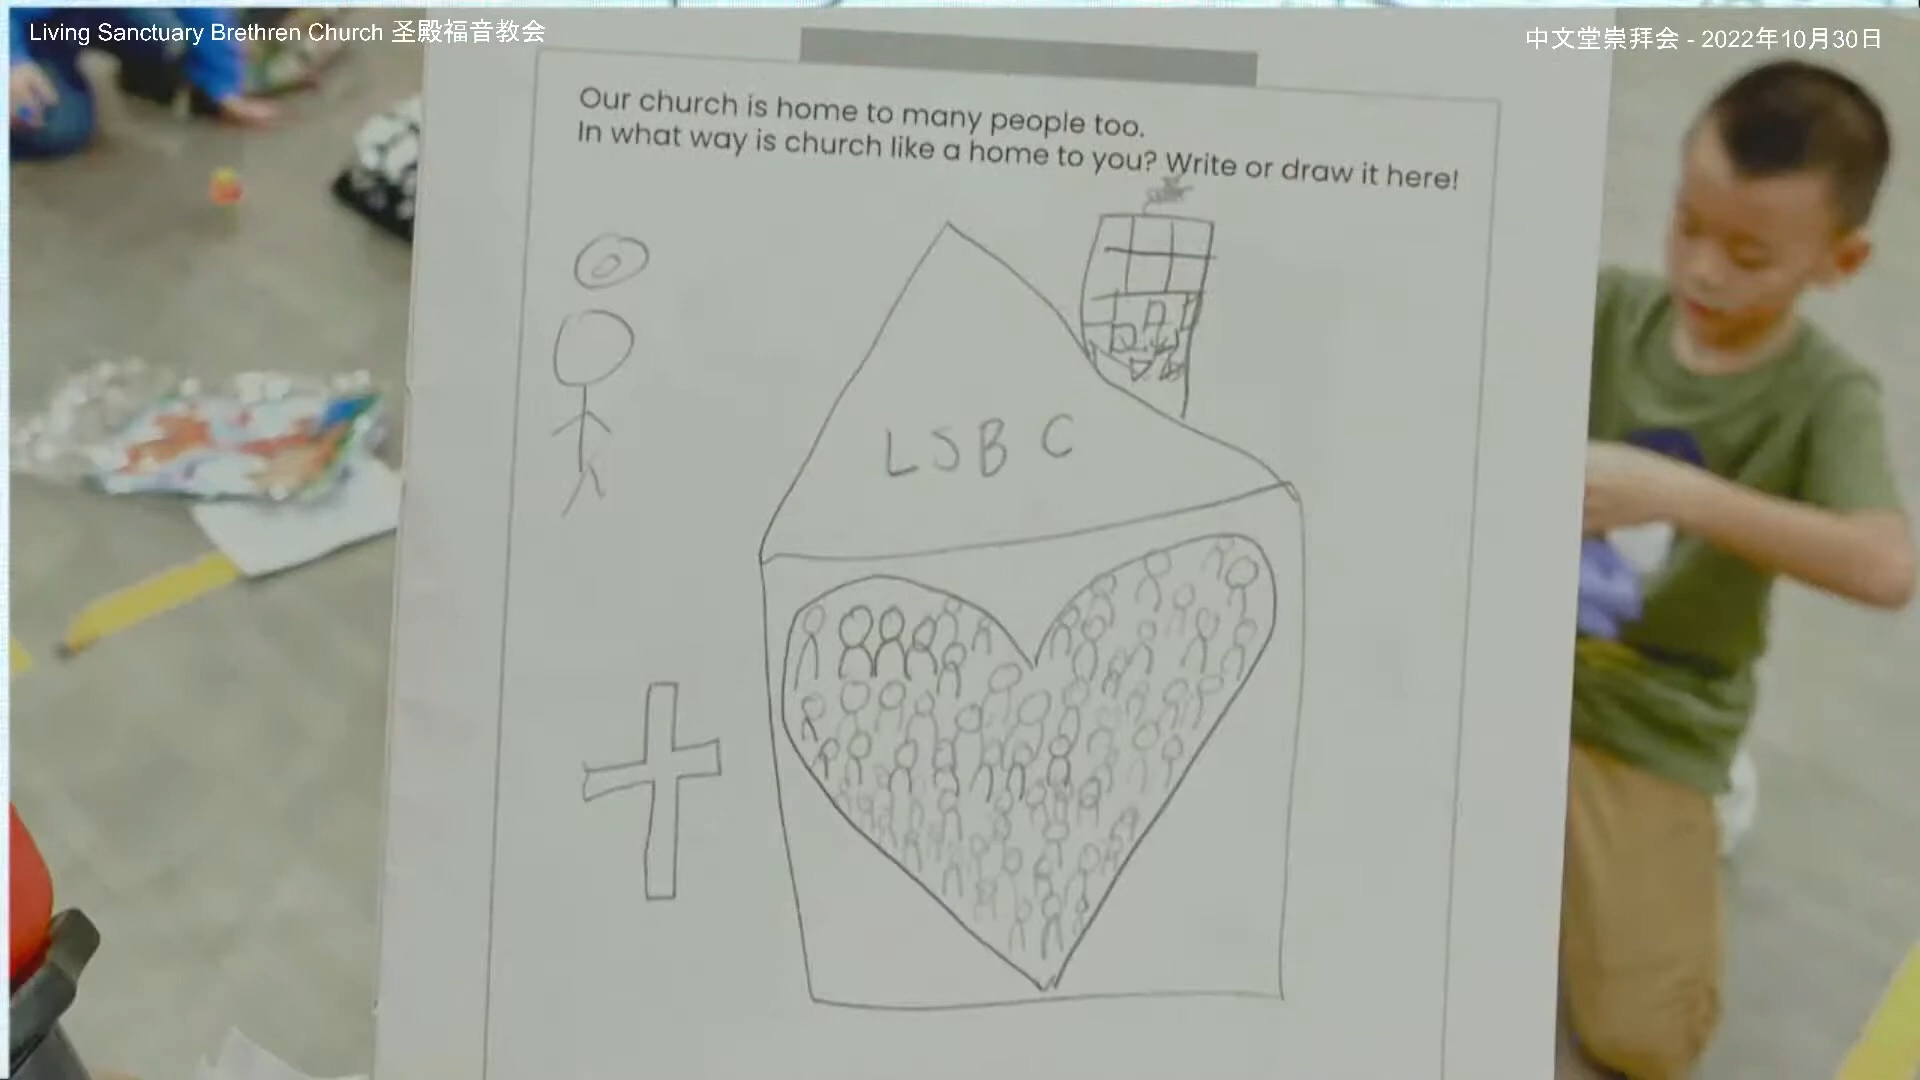 Living Sanctuary Brethren Church 圣殿福音教会
中文堂崇拜会 - 2022年10月30日
Our church is home to many people too.
In what way is church like a home to you? Write or draw it here!
LSBC